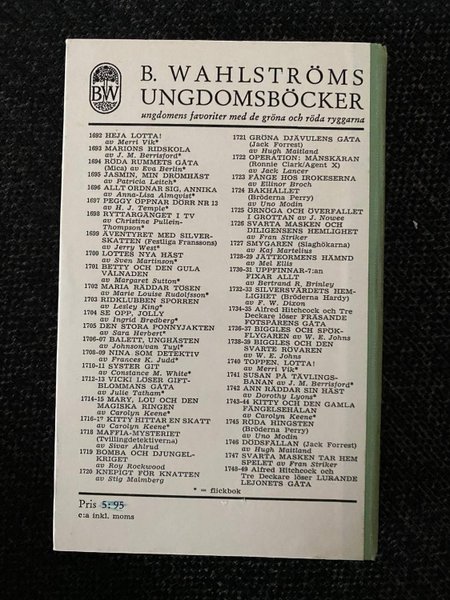 BW
B. WAHLSTRÖMS
UNGDOMSBÖCKER
ungdomens favoriter med de gröna och röda ryggarna
1692 HEJA LOTTA!
av Merri Vik*
1693 MARIONS RIDSKOLA
av J. M. Berrisford*
1694 RÖDA RUMMETS GÅTA
(Mica) av Eva Berlin*
1695 JASMIN, MIN DRÖMHÄST
av Patricia Leitch*
1696 ALLT ORDNAR SIG, ANNIKA
av Anna-Lisa Almqvist*
1697 PEGGY ÖPPNAR DÖRR NR 13
av H. J. Temple*
1698 RYTTARGÄNGET I TV
av Christine Pullein-
Thompson*
1699 ÄVENTYRET MED SILVER-
SKATTEN (Festliga Franssons)
av Jerry West*
1700 LOTTES NYA HÄST
av Sven Martinson*
1701 BETTY OCH DEN GULA
VÅLNADEN
av Margaret Sutton*
1702 MARIA RÄDDAR TÖSEN
av Marie Louise Rudolfsson*
1703 RIDKLUBBEN SPORREN
av Lesley King*
1704 SE OPP, JOLLY
av Ingrid Bredberg*
1705 DEN STORA PONNYJAKTEN
av Sara Herbert*
1706-07 BALETT, UNGHÄSTEN
av Johnson/van Tuyl*
1708-09 NINA SOM DETEKTIV
av Frances K. Judd*
1710-11 SYSTER GIT
av Constance M. White*
1712-13 VICKI LÖSER GIFT-
BLOMMANS GÅTA
av Julie Tatham*
1714-15 MARY, LOU OCH DEN
MAGISKA RINGEN
av Carolyn Keene*
1716-17 KITTY HITTAR EN SKATT
av Carolyn Keene*
1718 MAFFIA-MYSTERIET
(Tvillingdetektiverna)
av Sivar Ahlrud
1719 BOMBA OCH DJUNGEL-
KRIGET
av Roy Rockwood
1720 KNEPIGT FÖR KNATTEN
av Stig Malmberg
1721 GRÖNA DJÄVULENS GÅTA
(Jack Forrest)
av Hugh Maitland
1722 OPERATION: MÅNSKÄRAN
(Ronnie Clark/Agent X)
av Jack Lancer
1723 FÅNGE HOS IROKESERNA
av Ellinor Broch
1724 BAKHÅLLET
(Bröderna Perry)
av Uno Modin
1725 ÖRNÖGA OCH ÖVERFALLET
I GROTTAN av J. Nowee
1726 SVARTA MASKEN OCH
DILIGENSENS HEMLIGHET
av Fran Striker
1727 SMYGAREN (Slaghökarna)
av Kaj Martelius
1728-29 JÄTTEORMENS HÄMND
av Mel Ellis
1730-31 UPPFINNAR-7:an
FIXAR ALLT
av Bertrand R. Brinley
1732-33 SILVERSVÄRDETS HEM-
LIGHET (Bröderna Hardy)
av F. W. Dixon
1734-35 Alfred Hitchcock och Tre
Deckare löser FRÄSANDE
FOTSPÅRENS GÅTA
1736-37 BIGGLES OCH SPÖK-
FLYGAREN av W. E. Johns
1738-39 BIGGLES OCH DEN
SVARTE RÖVAREN
av W. E. Johns
1740 TOPPEN, LOTTA!
av Merri Vik*
1741 SUSAN PÅ TÄVLINGS-
BANAN av J. M. Berrisford*
1742 ANN RÄDDAR SIN HÄST
av Dorothy Lyons*
1743-44 KITTY OCH DEN GAMLA
FÄNGELSEHÅLAN
av Carolyn Keene*
1745 RÖDA HINGSTEN
(Bröderna Perry)
av Uno Modin
1746 DÖDSFÄLLAN (Jack Forrest)
av Hugh Maitland
1747 SVARTA MASKEN TAR HEM
SPELET av Fran Striker
1748-49 Alfred Hitchcock och
Tre Deckare löser LURANDE
LEJONETS GÅTA
* = flickbok
Pris 5:95
c:a inkl. moms